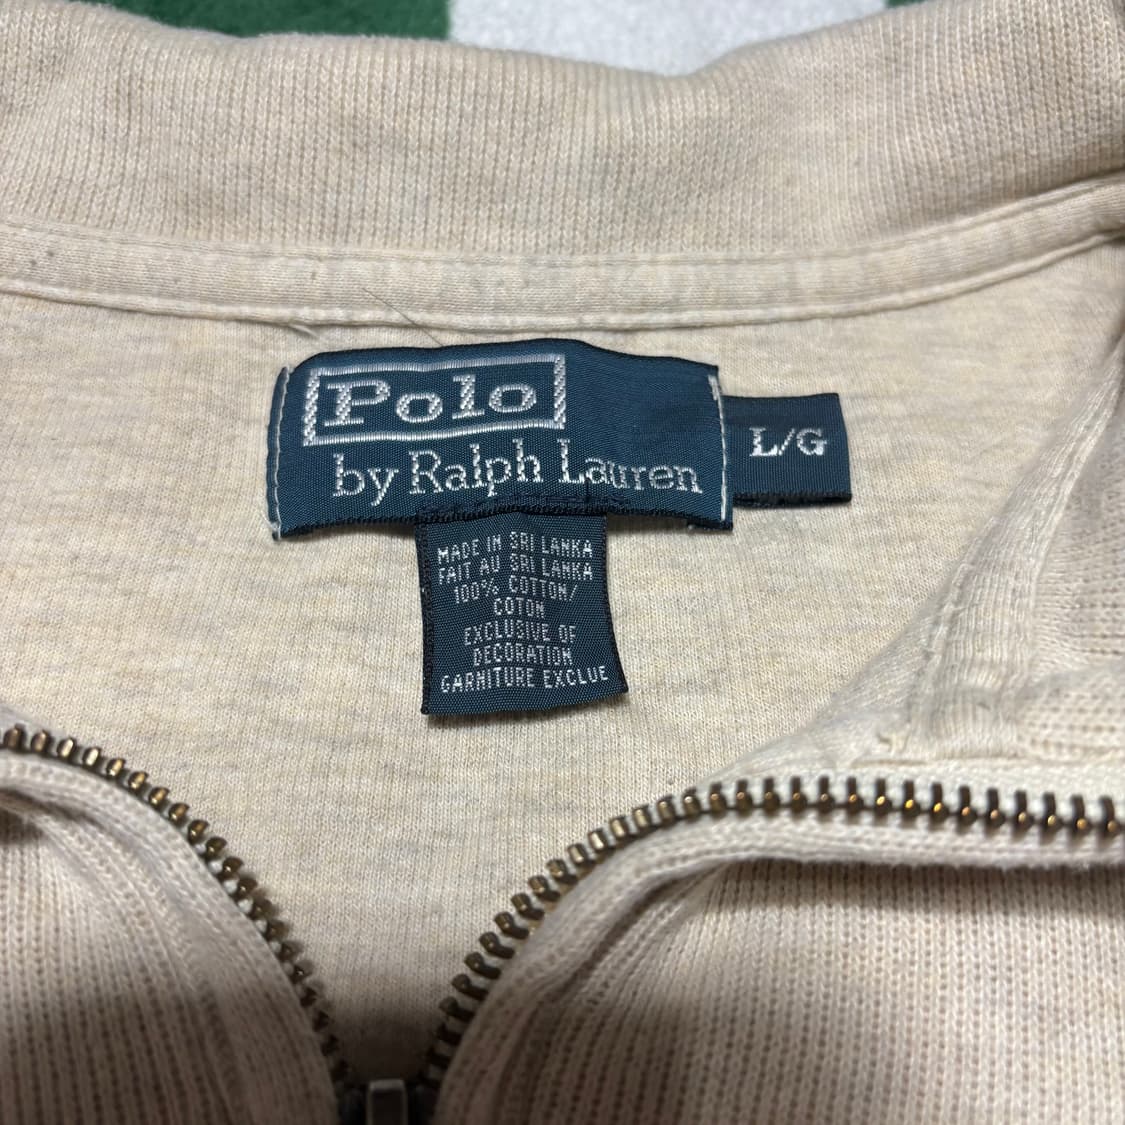 Polo
by Ralph Lauren
L/G
MADE IN SRI LANKA
FAIT AU SRI LANKA
100% COTTON/
COTON
EXCLUSIVE OF
DECORATION
GARNITURE EXCLUE